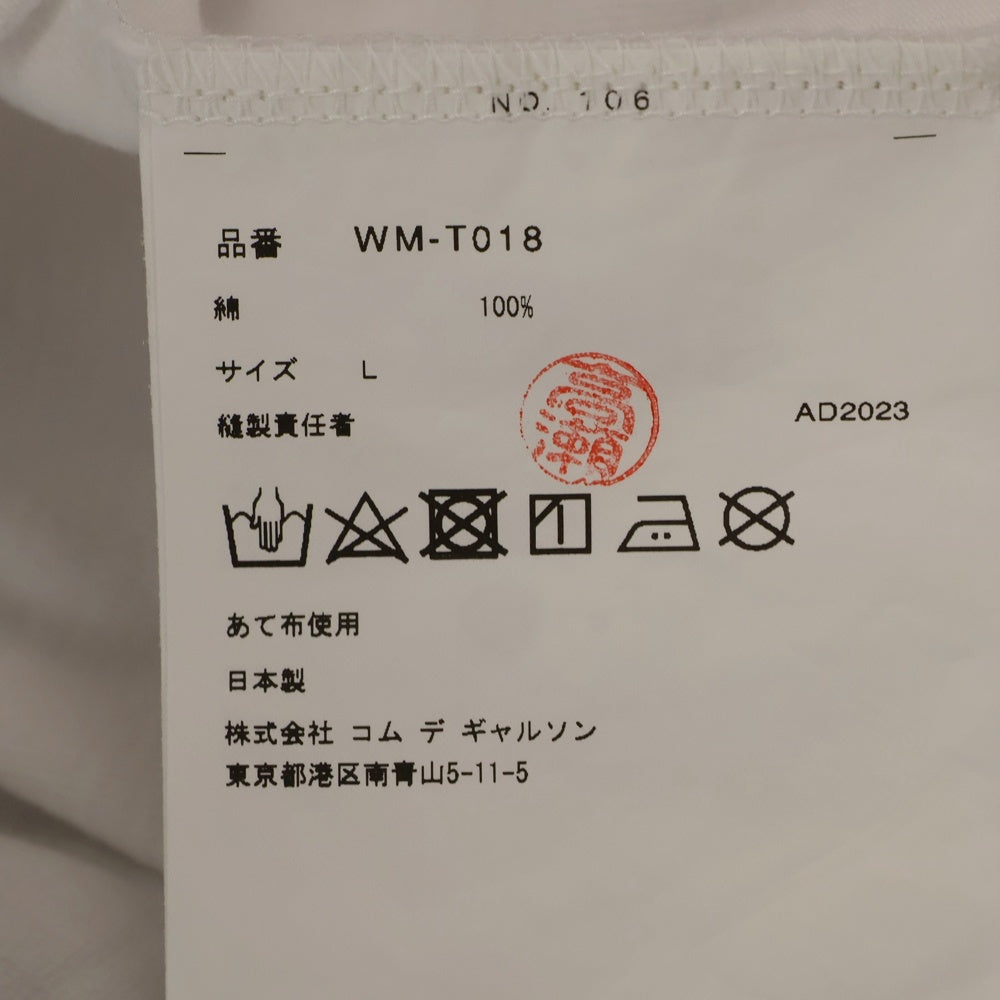 NO. 106
品番 WM-T018
綿 100%
サイズ L
縫製責任者
高瀬
AD2023
あて布使用
日本製
株式会社 コム デ ギャルソン
東京都港区南青山5-11-5